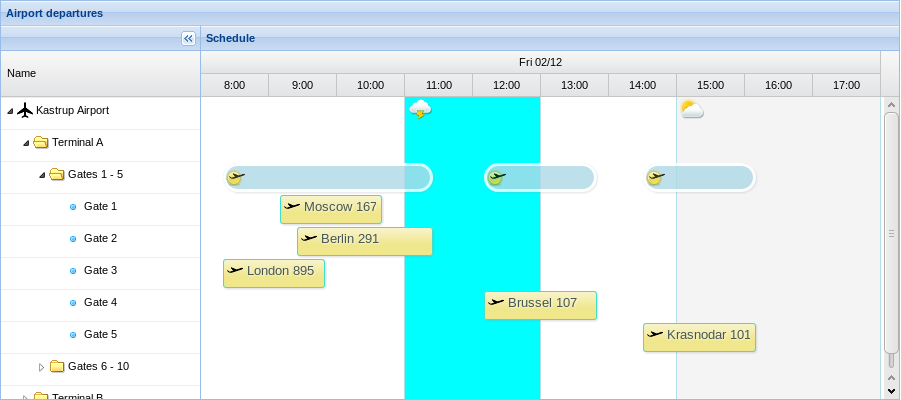 Airport departures
Schedule
Name
Fri 02/12
8:00 9:00 10:00 11:00 12:00 13:00 14:00 15:00 16:00 17:00
Kastrup Airport
Terminal A
Gates 1 - 5
Gate 1 Moscow 167
Gate 2 Berlin 291
Gate 3 London 895
Gate 4 Brussel 107
Gate 5 Krasnodar 101
Gates 6 - 10
Terminal B